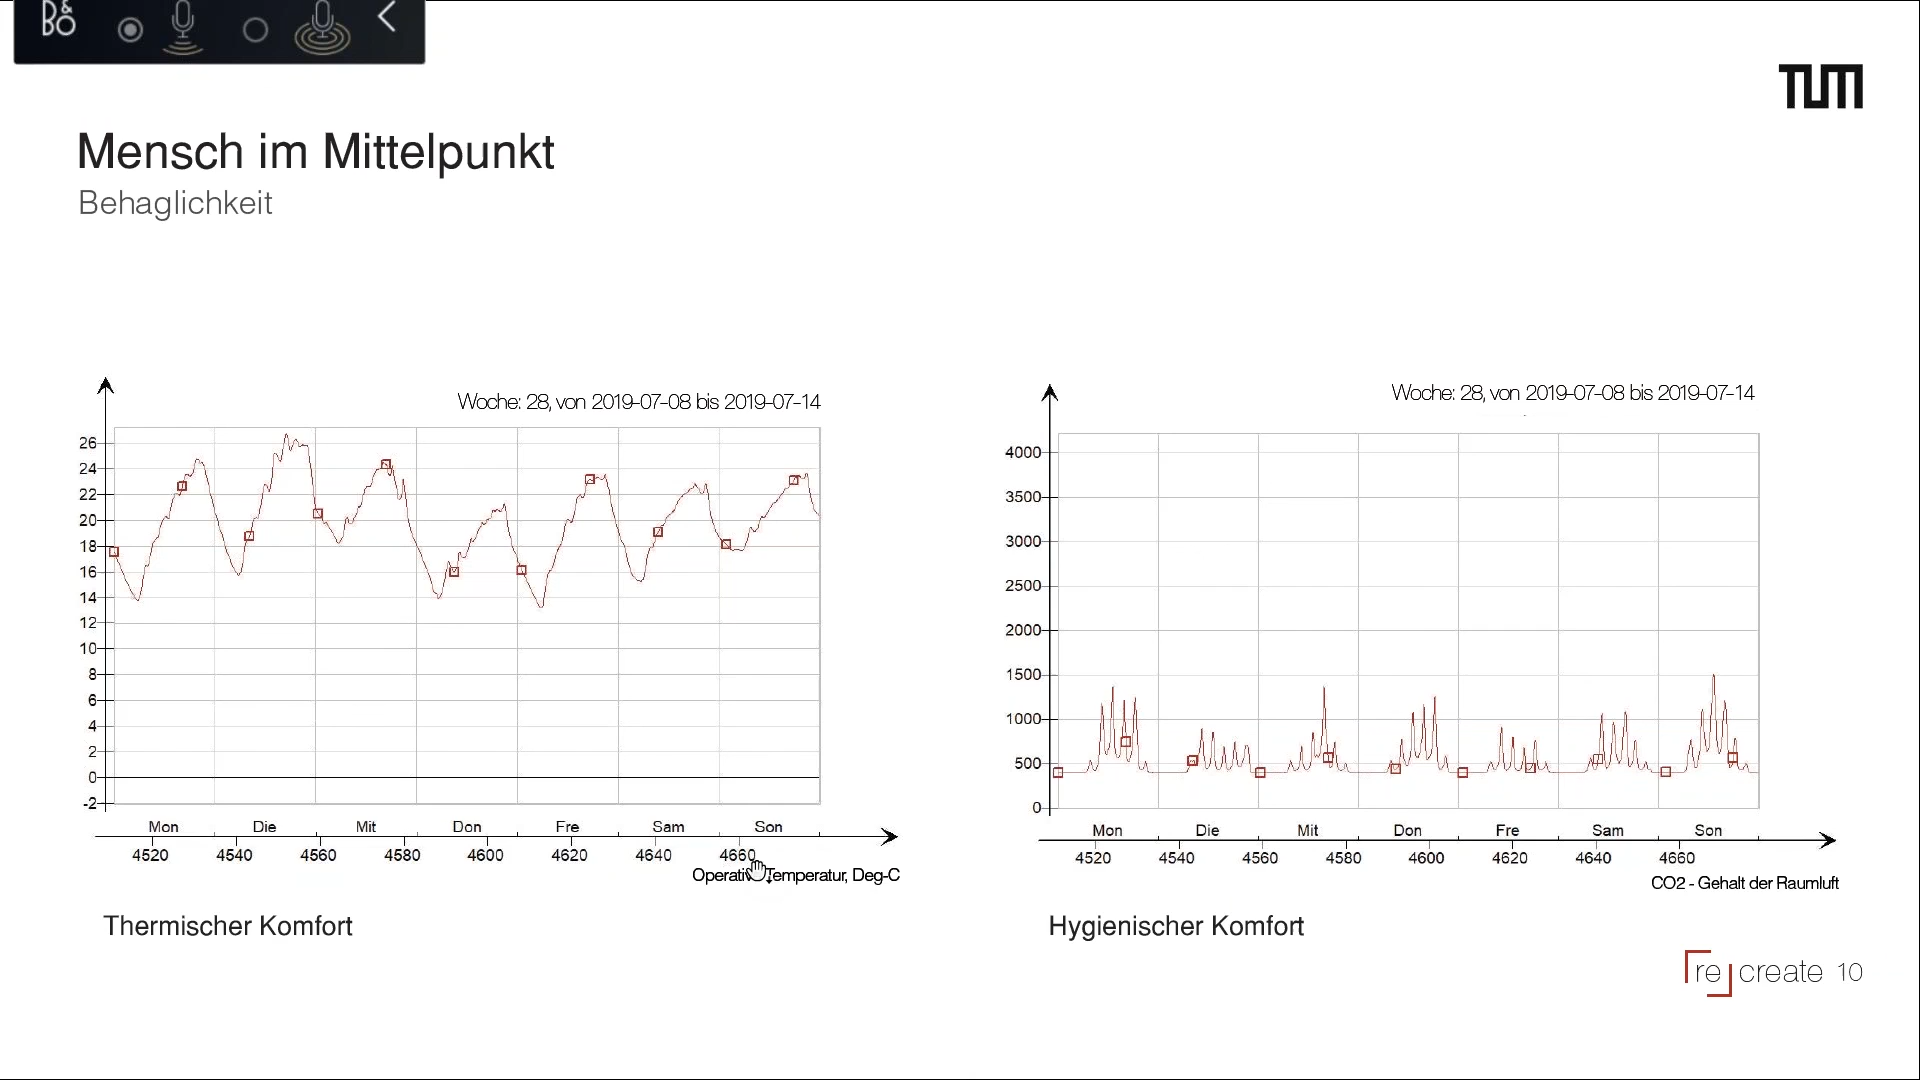 B&
BO
TUM
Mensch im Mittelpunkt
Behaglichkeit
Woche: 28, von 2019-07-08 bis 2019-07-14
26
24
22
20
18
16
14
12
10
8
6
4
2
0
-2
Mon Die Mit Don Fre Sam Son
4520 4540 4560 4580 4600 4620 4640 4660
Operative Temperatur, Deg-C
Thermischer Komfort
Woche: 28, von 2019-07-08 bis 2019-07-14
4000
3500
3000
2500
2000
1500
1000
500
0
Mon Die Mit Don Fre Sam Son
4520 4540 4560 4580 4600 4620 4640 4660
CO2 - Gehalt der Raumluft
Hygienischer Komfort
re create 10